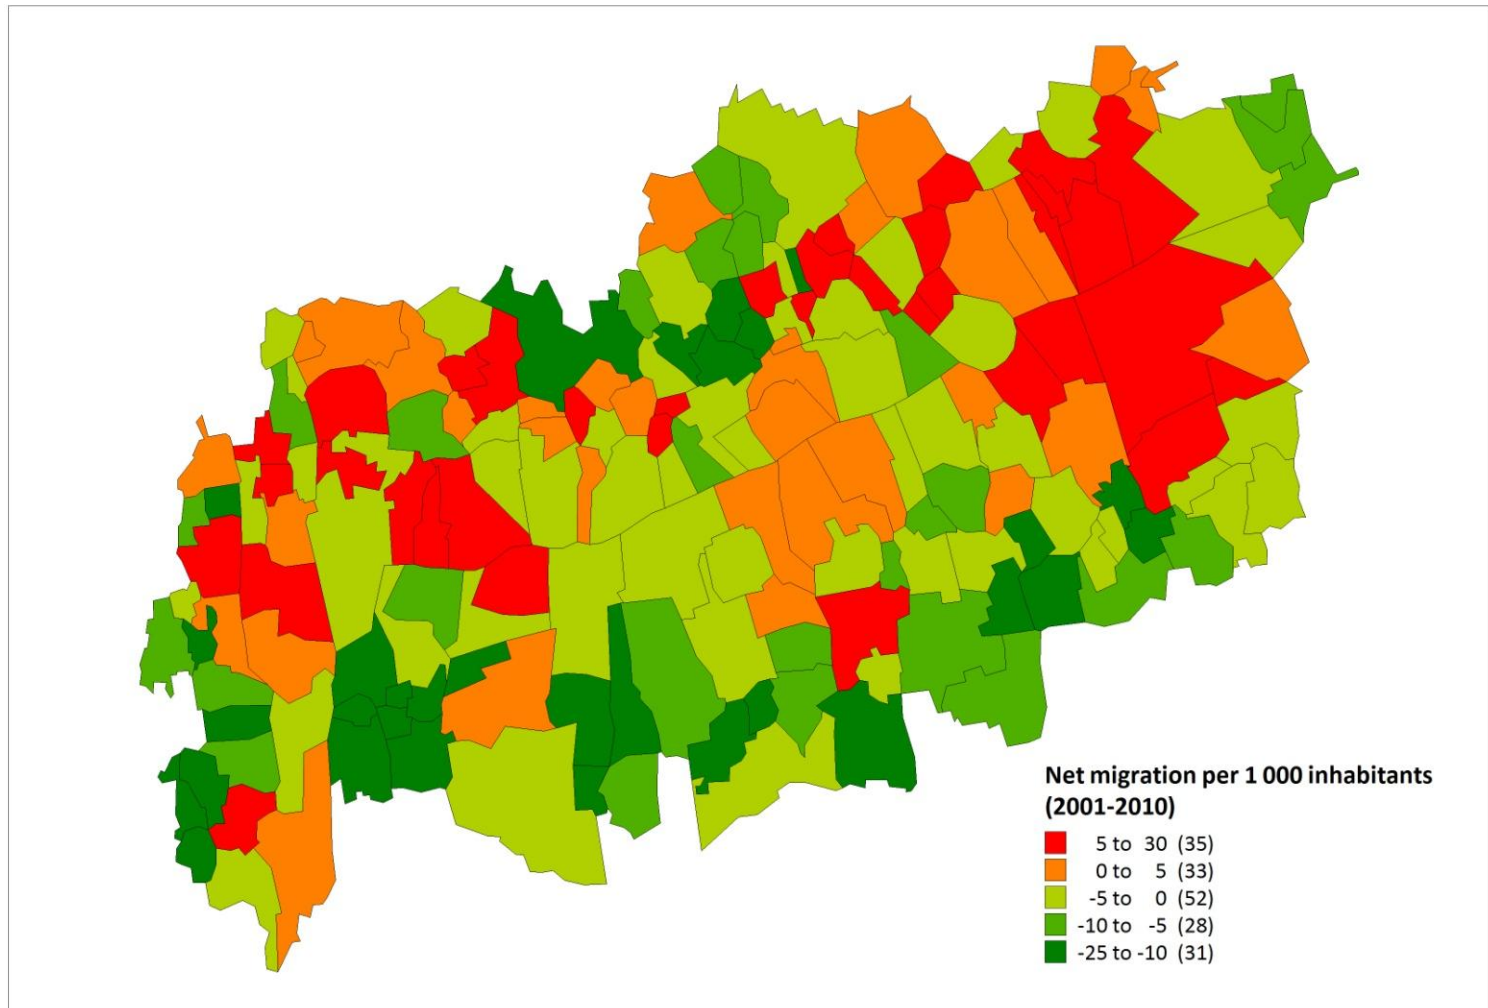 Net migration per 1 000 inhabitants
(2001-2010)
5 to 30 (35)
0 to 5 (33)
-5 to 0 (52)
-10 to -5 (28)
-25 to -10 (31)